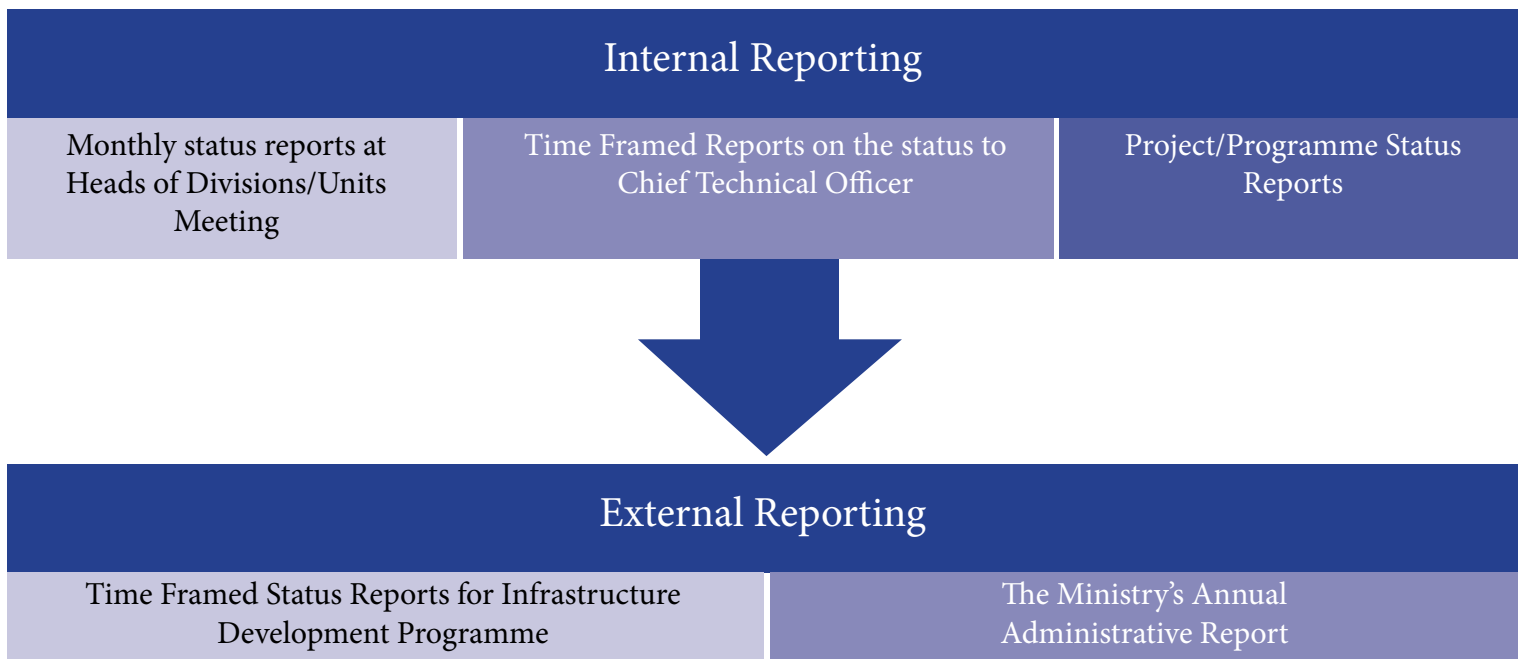 Internal Reporting
Monthly status reports at
Heads of Divisions/Units
Meeting
Time Framed Reports on the status to
Chief Technical Officer
Project/Programme Status
Reports
External Reporting
Time Framed Status Reports for Infrastructure
Development Programme
The Ministry’s Annual
Administrative Report